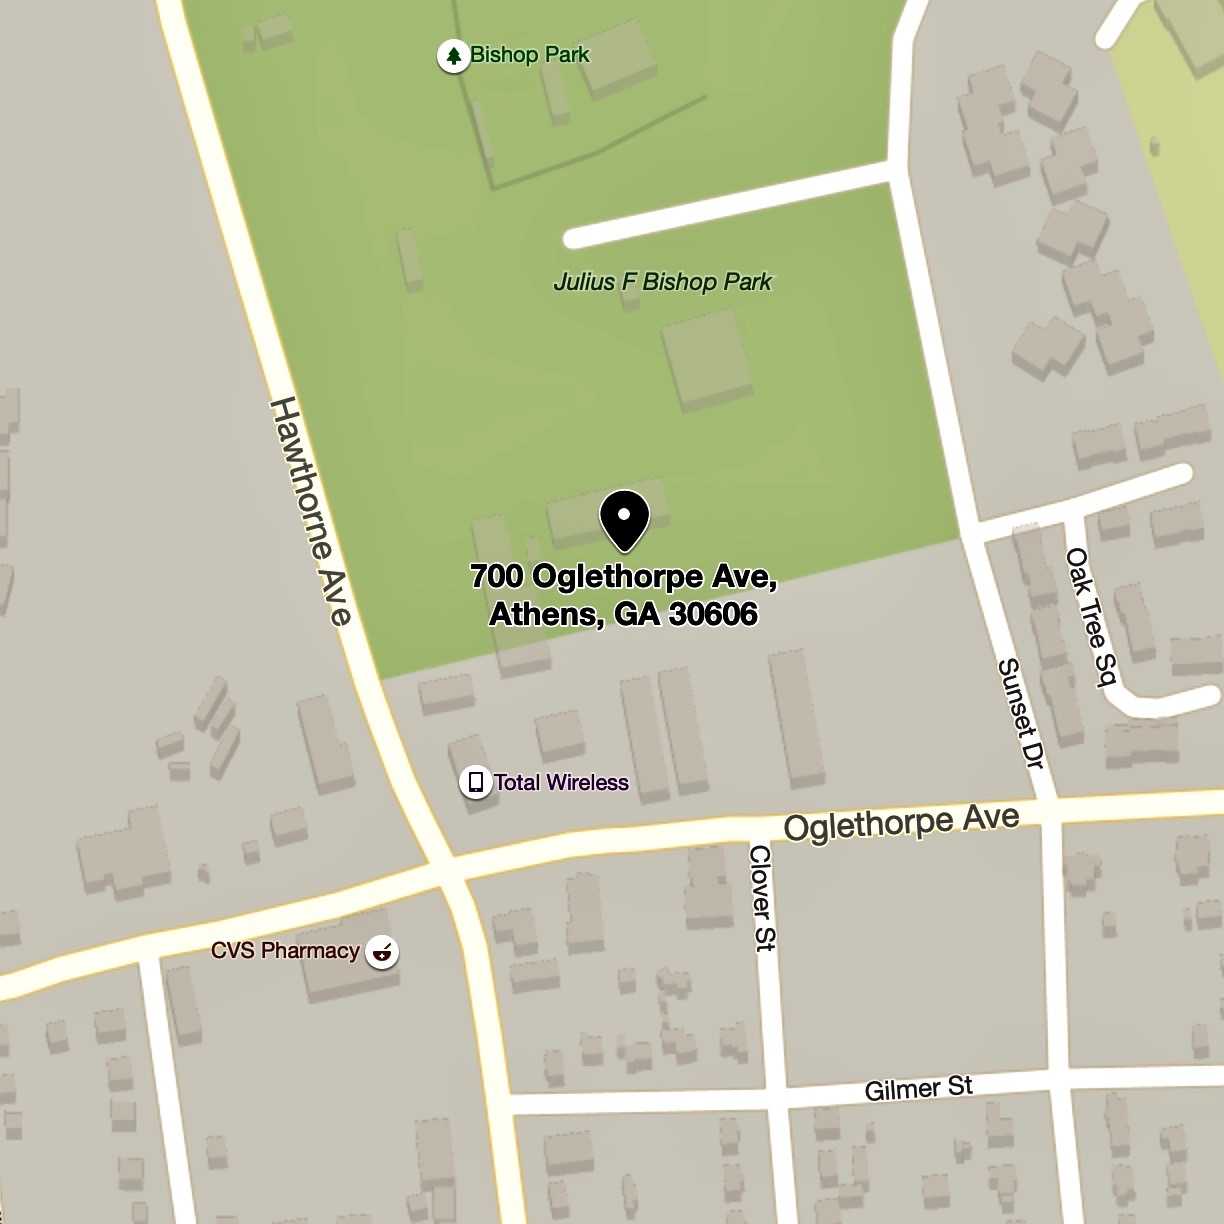 Bishop Park
Julius F Bishop Park
Hawthorne Ave
700 Oglethorpe Ave,
Athens, GA 30606
Oak Tree Sq
Sunset Dr
Total Wireless
Oglethorpe Ave
Clover St
CVS Pharmacy
Gilmer St